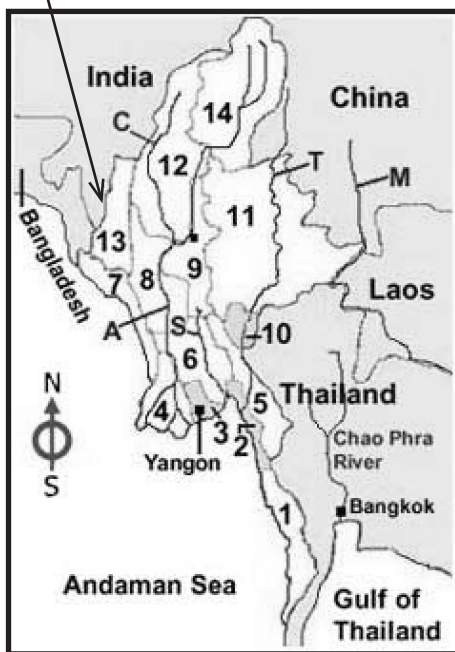 India
China
14
C
12
T
M
11
Bangladesh
13
9
7
8
Laos
A
S
10
6
N
Thailand
4
5
3
2
S
Yangon
Chao Phra
River
Bangkok
1
Andaman Sea
Gulf of
Thailand